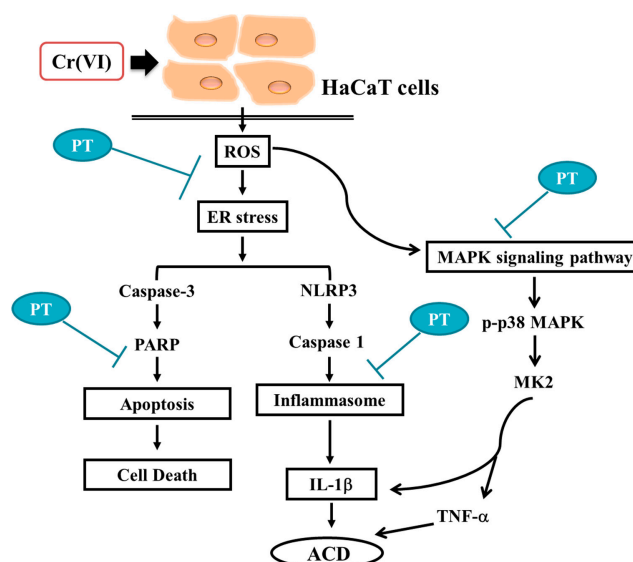 Cr(VI)
HaCaT cells
PT
ROS
PT
ER stress
MAPK signaling pathway
Caspase-3
NLRP3
PT
PT
p-p38 MAPK
PARP
Caspase 1
MK2
Apoptosis
Inflammasome
Cell Death
IL-1β
TNF-α
ACD